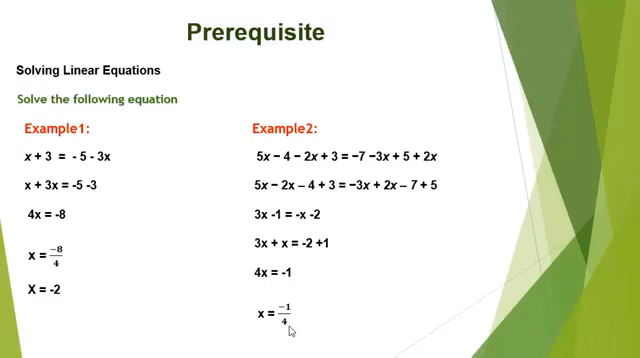 Prerequisite
Solving Linear Equations
Solve the following equation
Example1:
x + 3 = - 5 - 3x
x + 3x = -5 -3
4x = -8
x = −8/4
X = -2
Example2:
5x − 4 − 2x + 3 = −7 −3x + 5 + 2x
5x − 2x – 4 + 3 = −3x + 2x – 7 + 5
3x -1 = -x -2
3x + x = -2 +1
4x = -1
x = −1/4